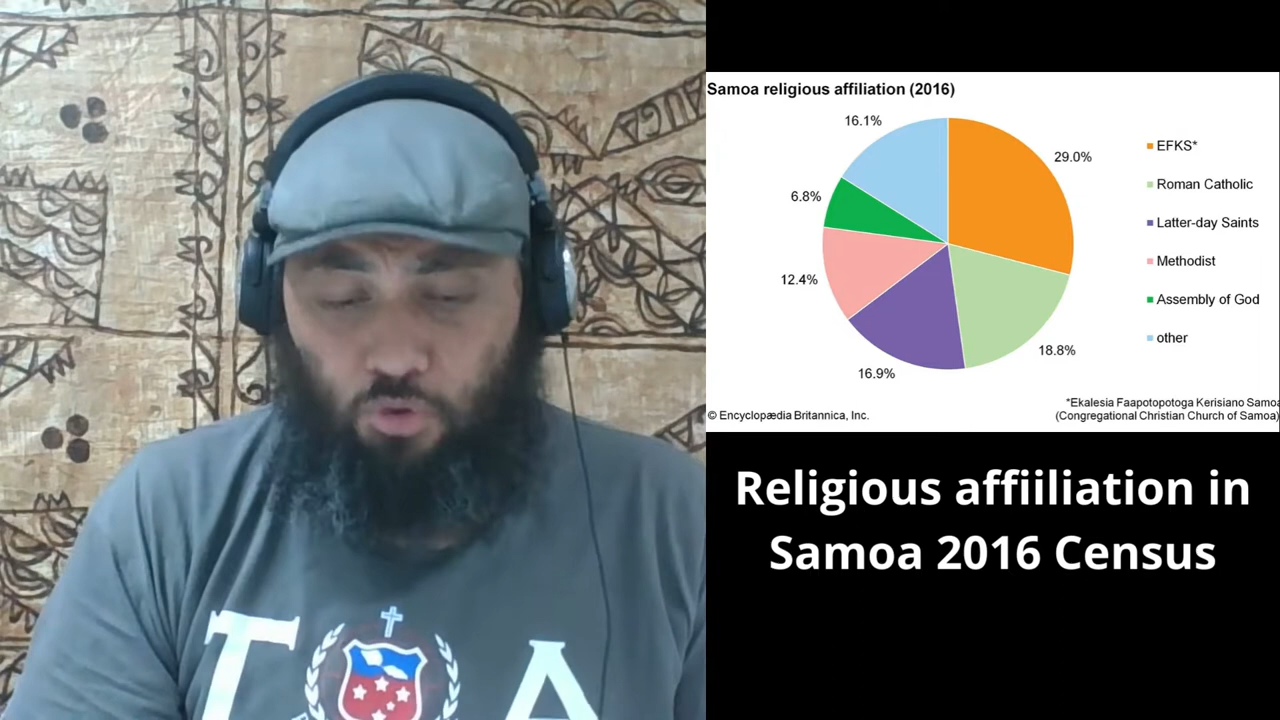 AUGA
T A
Samoa religious affiliation (2016)
16.1%
29.0%
6.8%
12.4%
18.8%
16.9%
EFKS*
Roman Catholic
Latter-day Saints
Methodist
Assembly of God
other
*Ekalesia Faapotopotoga Kerisiano Samoa
© Encyclopædia Britannica, Inc.
(Congregational Christian Church of Samoa)
Religious affiiliation in
Samoa 2016 Census